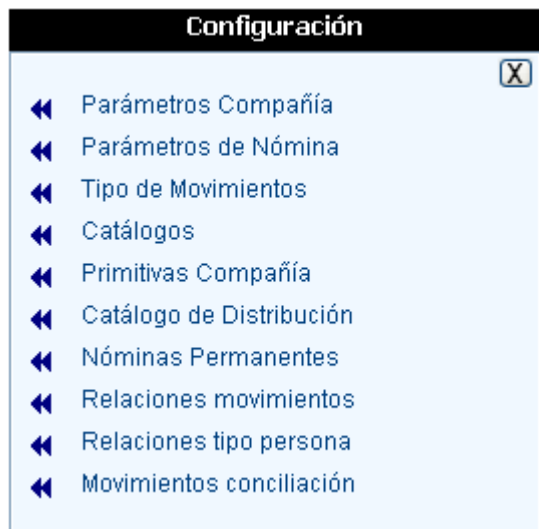 Configuración
X
Parámetros Compañía
Parámetros de Nómina
Tipo de Movimientos
Catálogos
Primitivas Compañía
Catálogo de Distribución
Nóminas Permanentes
Relaciones movimientos
Relaciones tipo persona
Movimientos conciliación